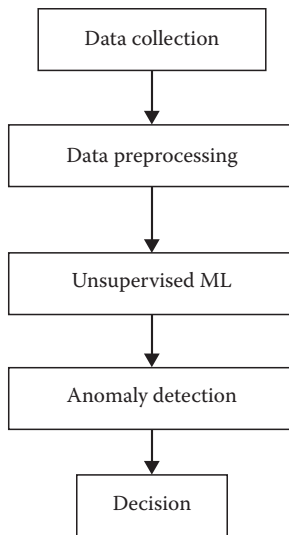 Data collection
Data preprocessing
Unsupervised ML
Anomaly detection
Decision